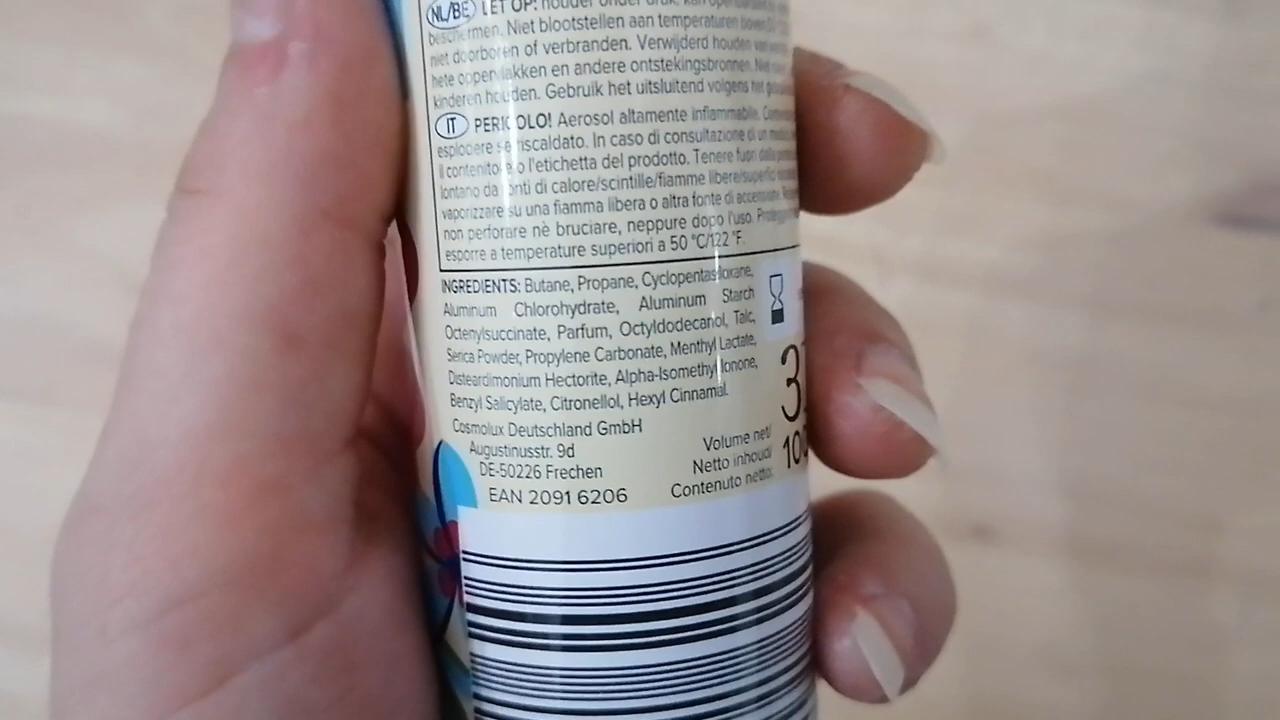 NL/BE LET OP: houder onder druk, kan
beschermen. Niet blootstellen aan temperaturen boven
niet doorboren of verbranden. Verwijderd houden van
hete oppervlakken en andere ontstekingsbronnen. Niet
kinderen houden. Gebruik het uitsluitend volgens het
IT PERICOLO! Aerosol altamente infiammabile.
esplodere se riscaldato. In caso di consultazione di un
il contenitore o l'etichetta del prodotto. Tenere fuori dalla
lontano da fonti di calore/scintille/fiamme libere/superfici
vaporizzare su una fiamma libera o altra fonte di accensione.
non perforare nè bruciare, neppure dopo l'uso.
esporre a temperature superiori a 50 °C/122 °F.
INGREDIENTS: Butane, Propane, Cyclopentasiloxane,
Aluminum Chlorohydrate, Aluminum Starch
Octenylsuccinate, Parfum, Octyldodecanol, Talc,
Serica Powder, Propylene Carbonate, Menthyl Lactate,
Disteardimonium Hectorite, Alpha-Isomethyl Ionone,
Benzyl Salicylate, Citronellol, Hexyl Cinnamal.
Cosmolux Deutschland GmbH
Augustinusstr. 9d
DE-50226 Frechen
EAN 2091 6206
Volume net/
Netto inhoud/
Contenuto netto:
100